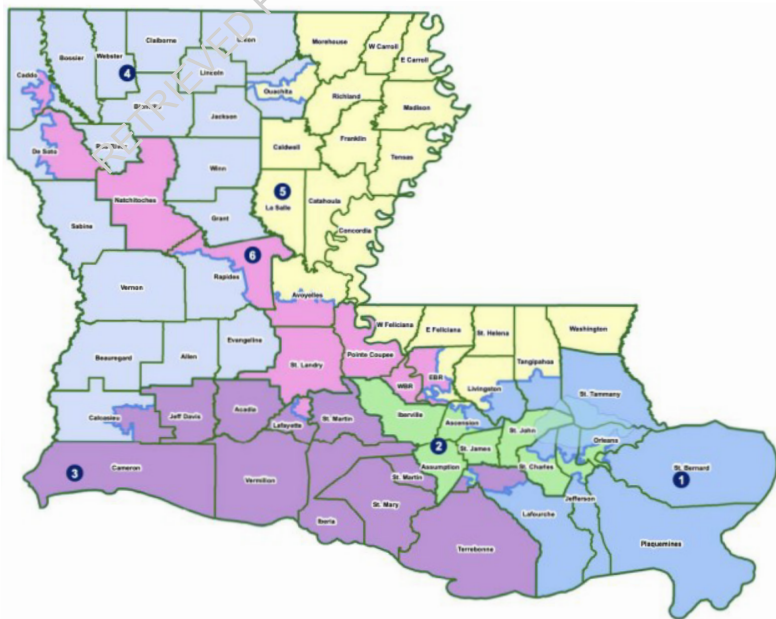 RETRIEVED
Claiborne
Morehouse
W Carroll
E Carroll
Bossier
Webster
4
Caddo
Lincoln
Ouachita
Richland
Madison
Jackson
De Soto
Caldwell
Franklin
Tensas
Winn
Natchitoches
5
La Salle
Catahoula
Sabine
Grant
Concordia
6
Rapides
Vernon
Avoyelles
W Feliciana
E Feliciana
St. Helena
Washington
Beauregard
Allen
Evangeline
St. Landry
Pointe Coupee
Tangipahoa
WBR
EBR
Livingston
St. Tammany
Calcasieu
Jeff Davis
Acadia
Lafayette
St. Martin
Iberville
Ascension
St. John
Orleans
2
St. James
Cameron
3
Assumption
St. Charles
St. Bernard
1
Vermilion
St. Martin
Jefferson
Iberia
St. Mary
Lafourche
Terrebonne
Plaquemines